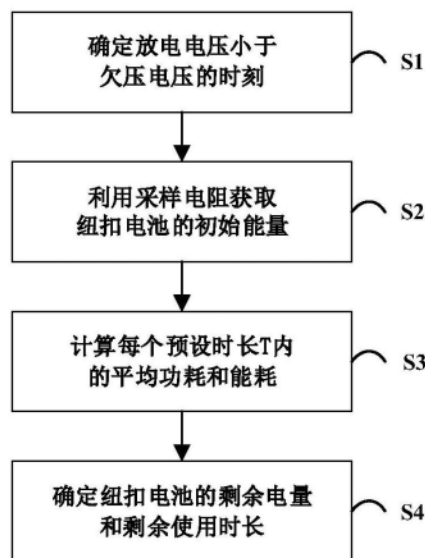 确定放电电压小于
欠压电压的时刻
S1
利用采样电阻获取
纽扣电池的初始能量
S2
计算每个预设时长T内
的平均功耗和能耗
S3
确定纽扣电池的剩余电量
和剩余使用时长
S4